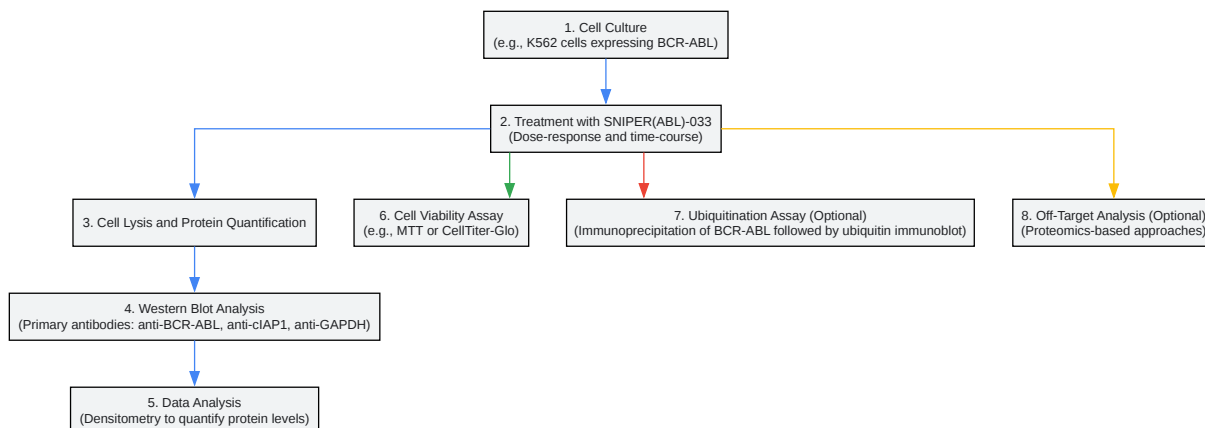 1. Cell Culture
(e.g., K562 cells expressing BCR-ABL)
2. Treatment with SNIPER(ABL)-033
(Dose-response and time-course)
3. Cell Lysis and Protein Quantification
6. Cell Viability Assay
(e.g., MTT or CellTiter-Glo)
7. Ubiquitination Assay (Optional)
(Immunoprecipitation of BCR-ABL followed by ubiquitin immunoblot)
8. Off-Target Analysis (Optional)
(Proteomics-based approaches)
4. Western Blot Analysis
(Primary antibodies: anti-BCR-ABL, anti-cIAP1, anti-GAPDH)
5. Data Analysis
(Densitometry to quantify protein levels)